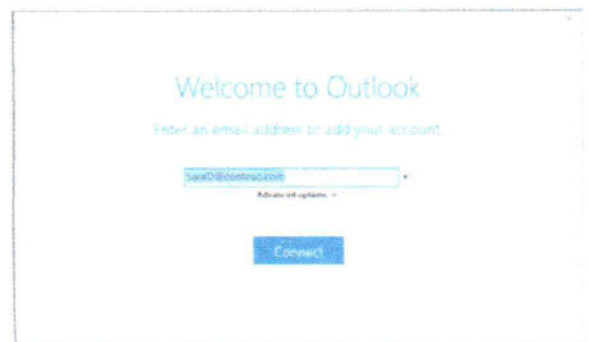 Welcome to Outlook
Enter an email address to add your account.
SaraD@contoso.com
Advanced options
Connect